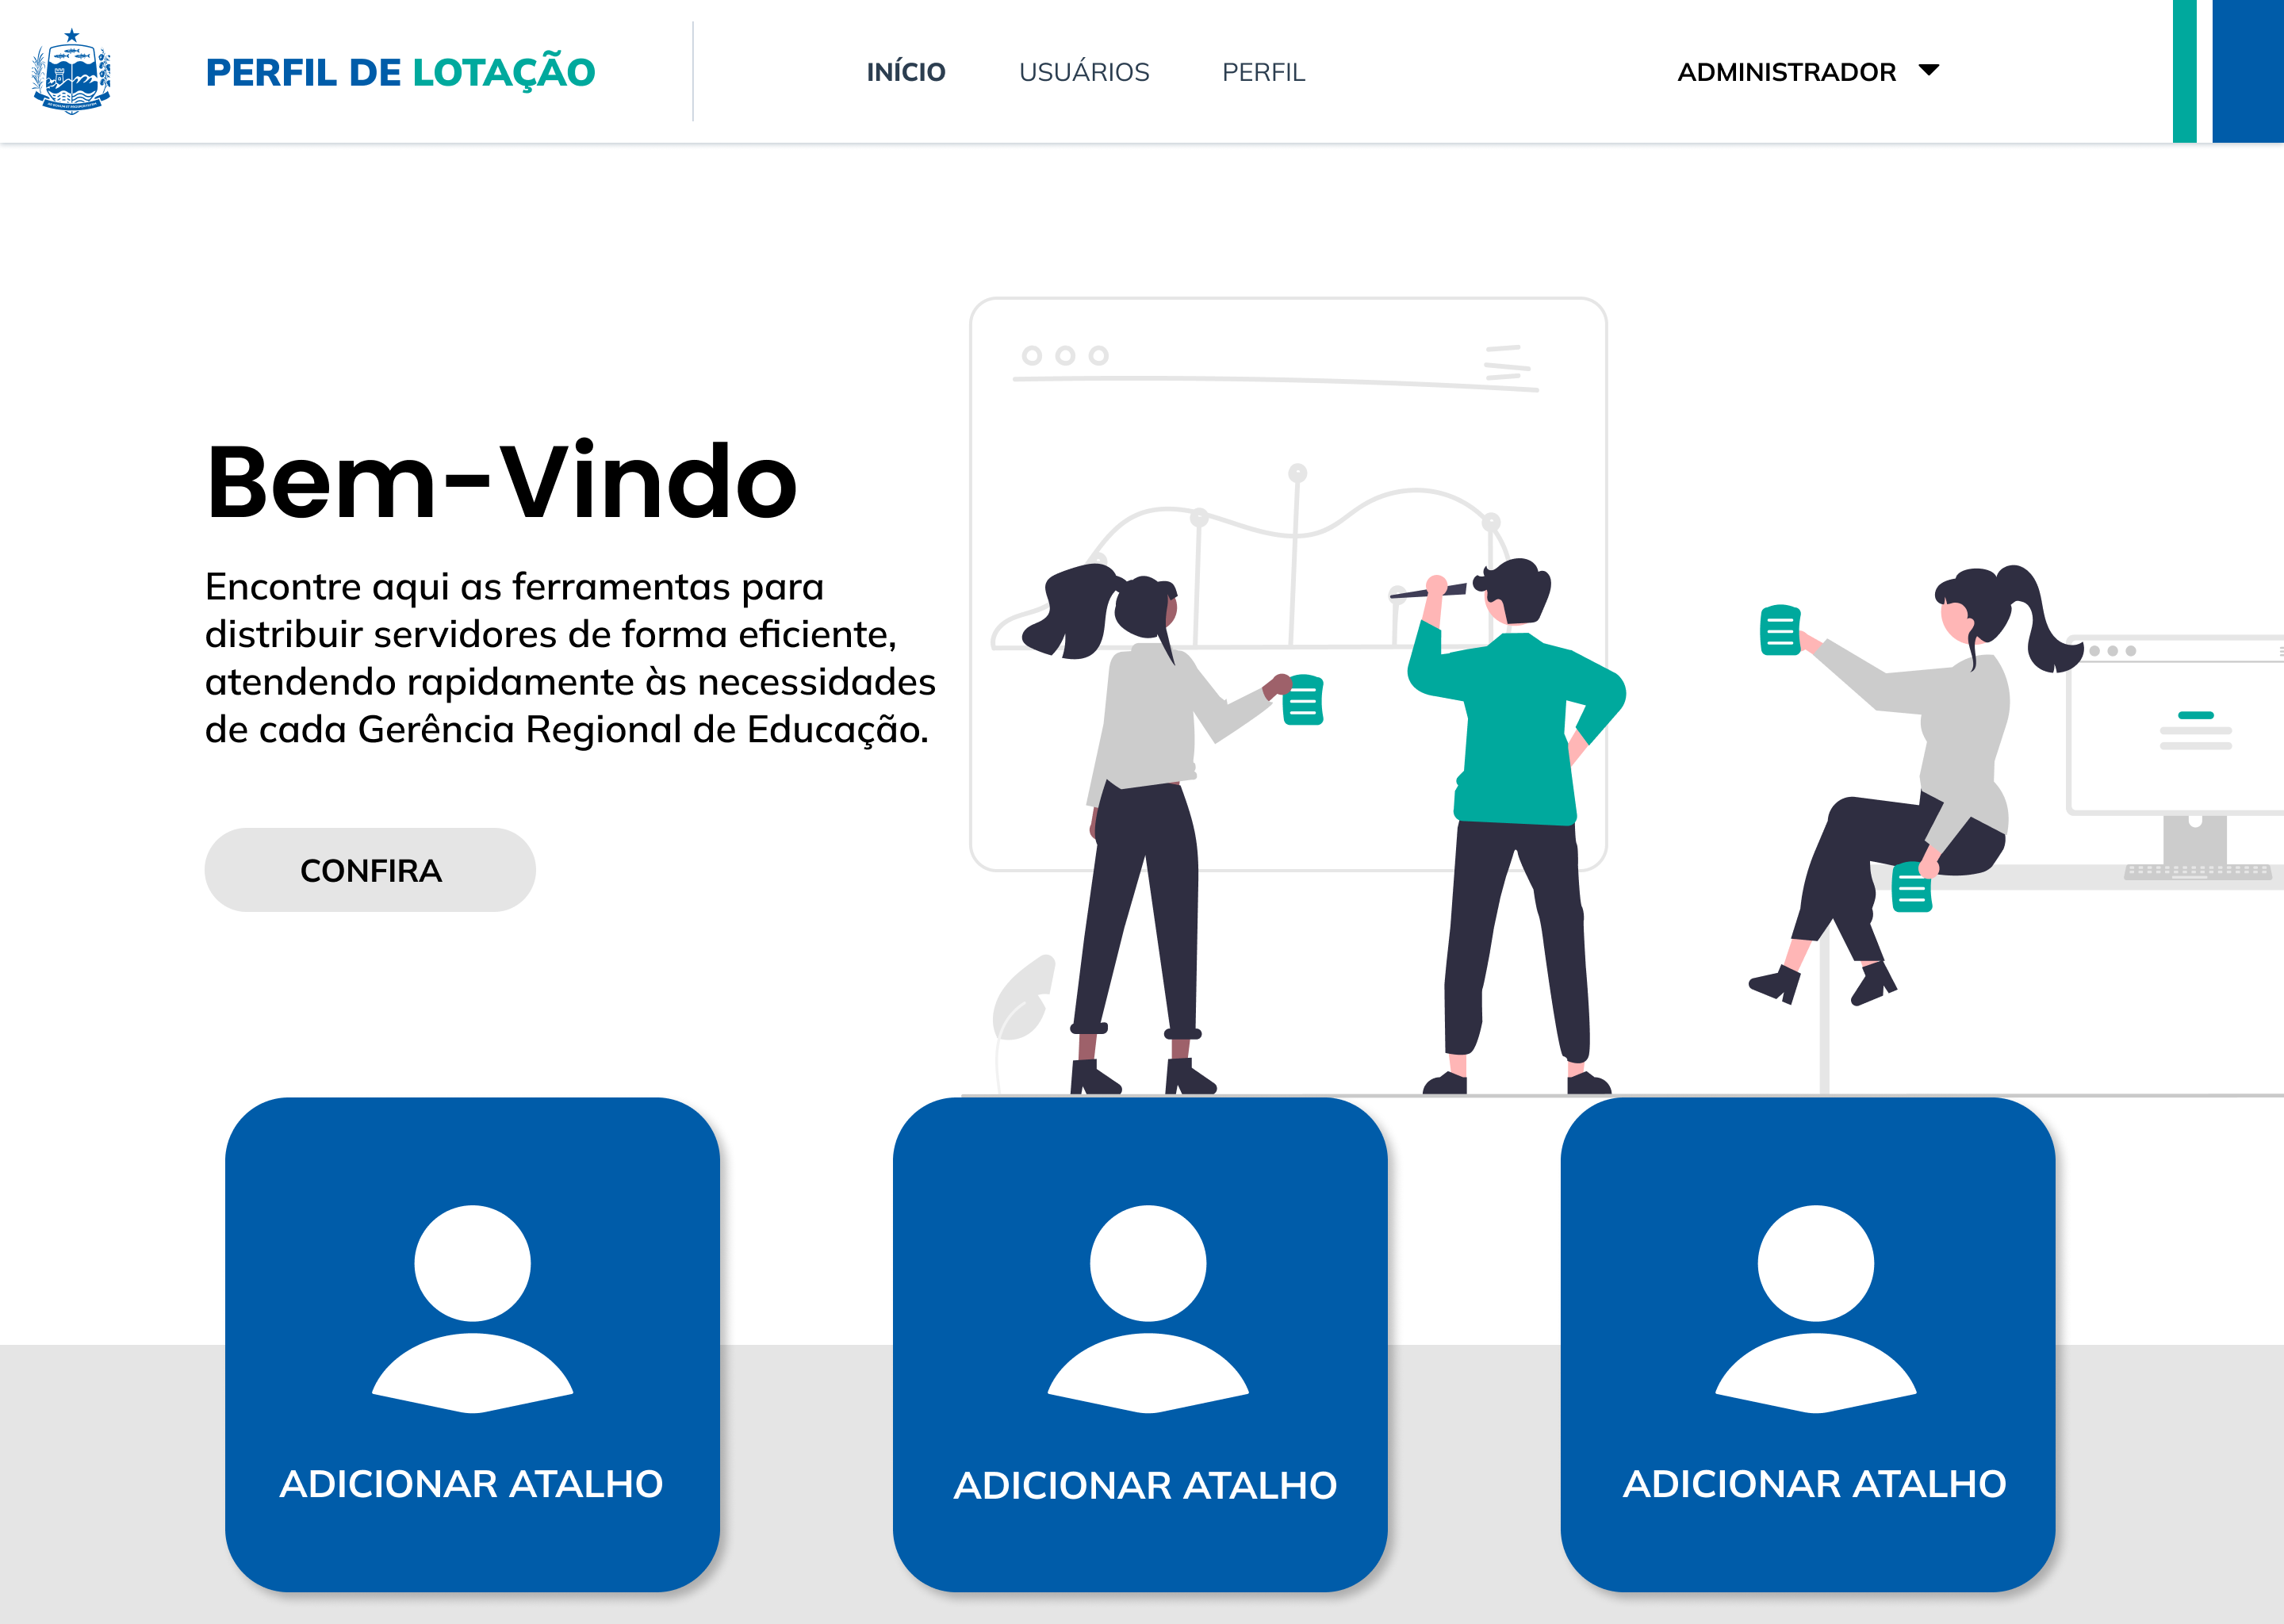 PERFIL DE LOTAÇÃO
INÍCIO
USUÁRIOS
PERFIL
ADMINISTRADOR
Bem-Vindo
Encontre aqui as ferramentas para
distribuir servidores de forma eficiente,
atendendo rapidamente às necessidades
de cada Gerência Regional de Educação.
CONFIRA
ADICIONAR ATALHO
ADICIONAR ATALHO
ADICIONAR ATALHO